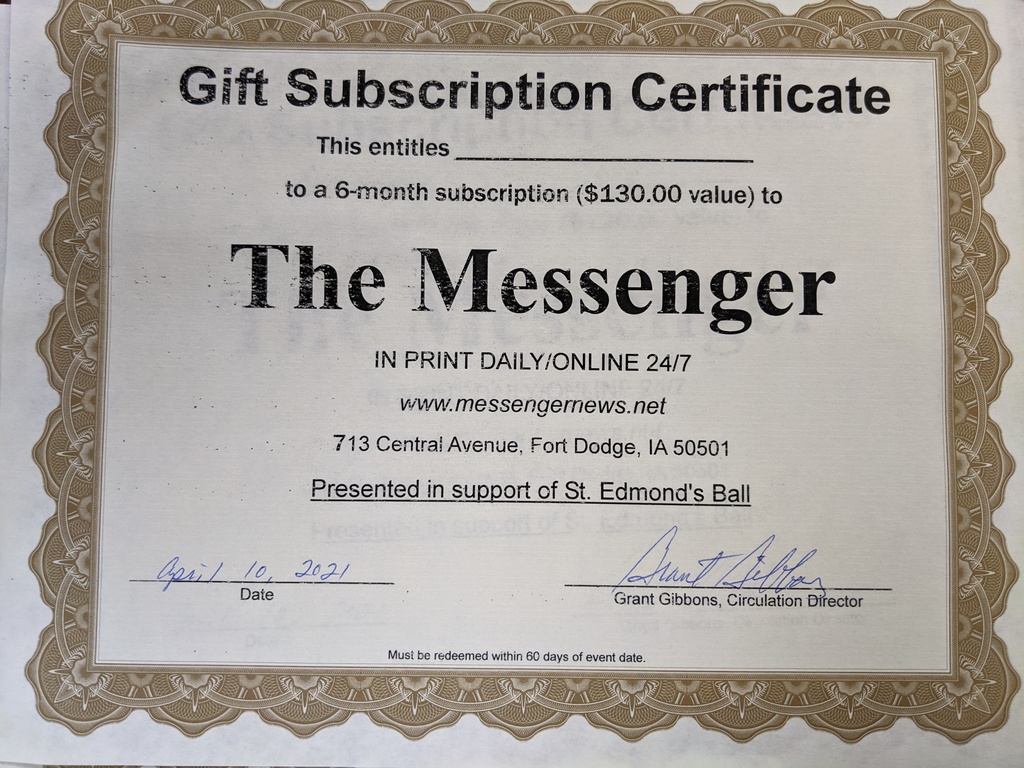 Gift Subscription Certificate
This entitles
to a 6-month subscription ($130.00 value) to
The Messenger
IN PRINT DAILY/ONLINE 24/7
www.messengernews.net
713 Central Avenue, Fort Dodge, IA 50501
Presented in support of St. Edmond's Ball
April 10, 2021 Grant Gibbons
Date Grant Gibbons, Circulation Director
Must be redeemed within 60 days of event date.